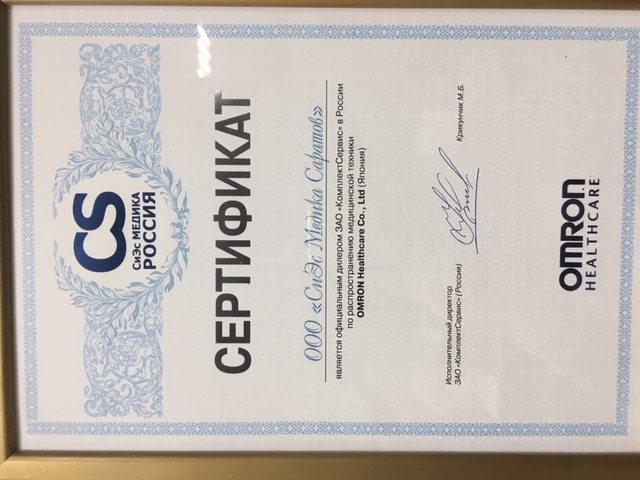 CS
СиЭс МЕДИКА
РОССИЯ
СЕРТИФИКАТ
ООО «СиЭс Медика Саратов»
является официальным дилером ЗАО «КомплектСервис» в России
по распространению медицинской техники
OMRON Healthcare Co., Ltd (Япония)
Исполнительный директор
ЗАО «КомплектСервис» (Россия)
Крикунчик М.Б.
OMRON
HEALTHCARE